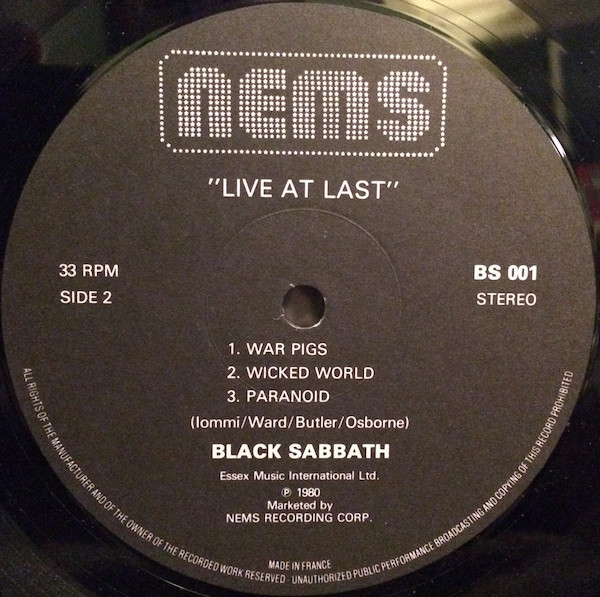 nems
"LIVE AT LAST"
33 RPM
SIDE 2
BS 001
STEREO
1. WAR PIGS
2. WICKED WORLD
3. PARANOID
(Iommi/Ward/Butler/Osborne)
BLACK SABBATH
Essex Music International Ltd.
Ⓟ 1980
Marketed by
NEMS RECORDING CORP.
MADE IN FRANCE
ALL RIGHTS OF THE MANUFACTURER AND OF THE OWNER OF THE RECORDED WORK RESERVED - UNAUTHORIZED PUBLIC PERFORMANCE BROADCASTING AND COPYING OF THIS RECORD PROHIBITED